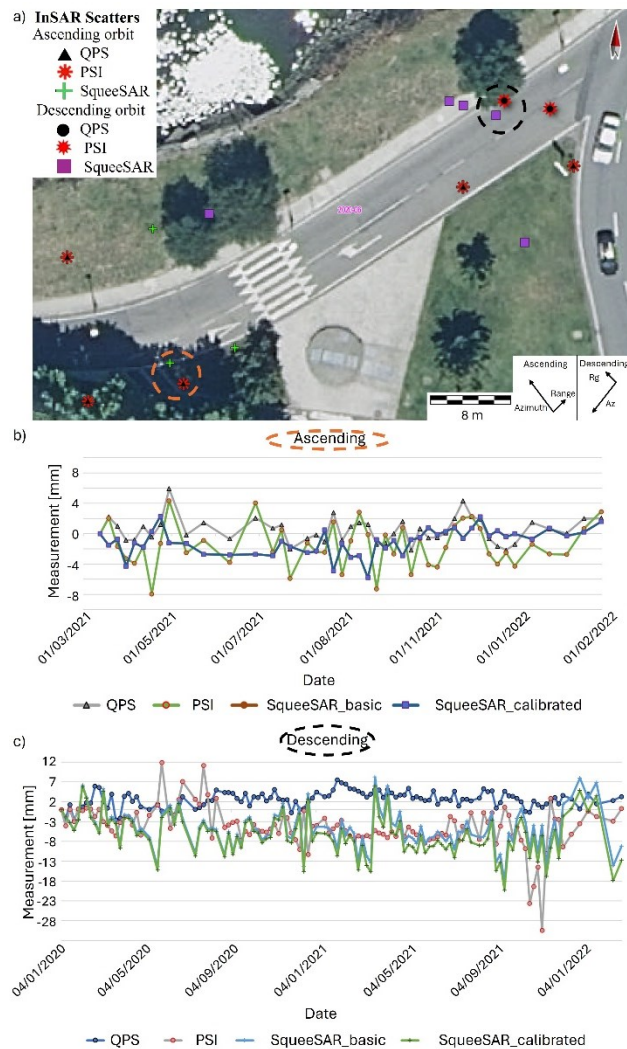 a)
InSAR Scatters
Ascending orbit
QPS
PSI
SqueeSAR
Descending orbit
QPS
PSI
SqueeSAR
8 m
Ascending
Descending
Rg
Range
Azimuth
Az
b)
Ascending
Measurement [mm]
8
4
0
-4
-8
01/03/2021
01/05/2021
01/07/2021
01/08/2021
01/11/2021
01/01/2022
01/02/2022
Date
QPS PSI SqueeSAR_basic SqueeSAR_calibrated
c)
Descending
Measurement [mm]
12
7
2
-3
-8
-13
-18
-23
-28
04/01/2020
04/05/2020
04/09/2020
04/01/2021
04/05/2021
04/09/2021
04/01/2022
Date
QPS PSI SqueeSAR_basic SqueeSAR_calibrated